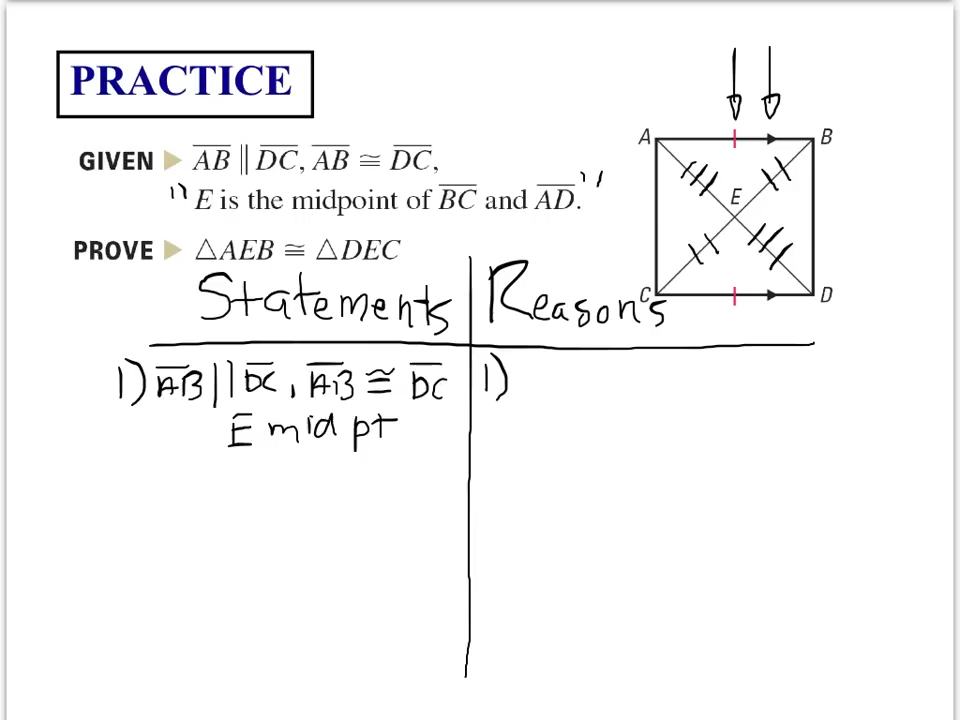 PRACTICE
GIVEN ▶ AB ∥ DC, AB ≅ DC,
" E is the midpoint of BC and AD. "
PROVE ▶ △AEB ≅ △DEC
A B
E
C D
Statements Reasons
1) AB || DC, AB ≅ DC 1)
E mid pt